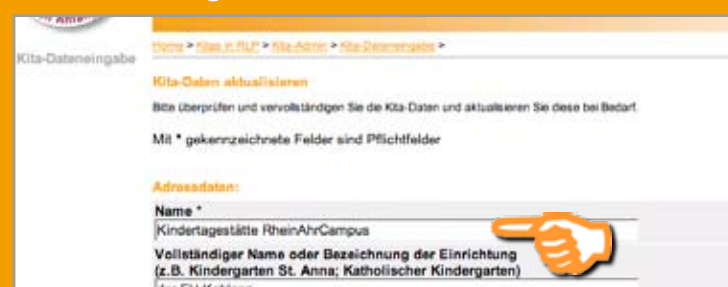 Kita-Dateneingabe
Home > Kitas in RLP > Kita-Admin > Kita-Dateneingabe >
Kita-Daten aktualisieren
Bitte überprüfen und vervollständigen Sie die Kita-Daten und aktualisieren Sie diese bei Bedarf.
Mit * gekennzeichnete Felder sind Pflichtfelder
Adressdaten:
Name *
Kindertagestätte RheinAhrCampus
Vollständiger Name oder Bezeichnung der Einrichtung
(z.B. Kindergarten St. Anna; Katholischer Kindergarten)